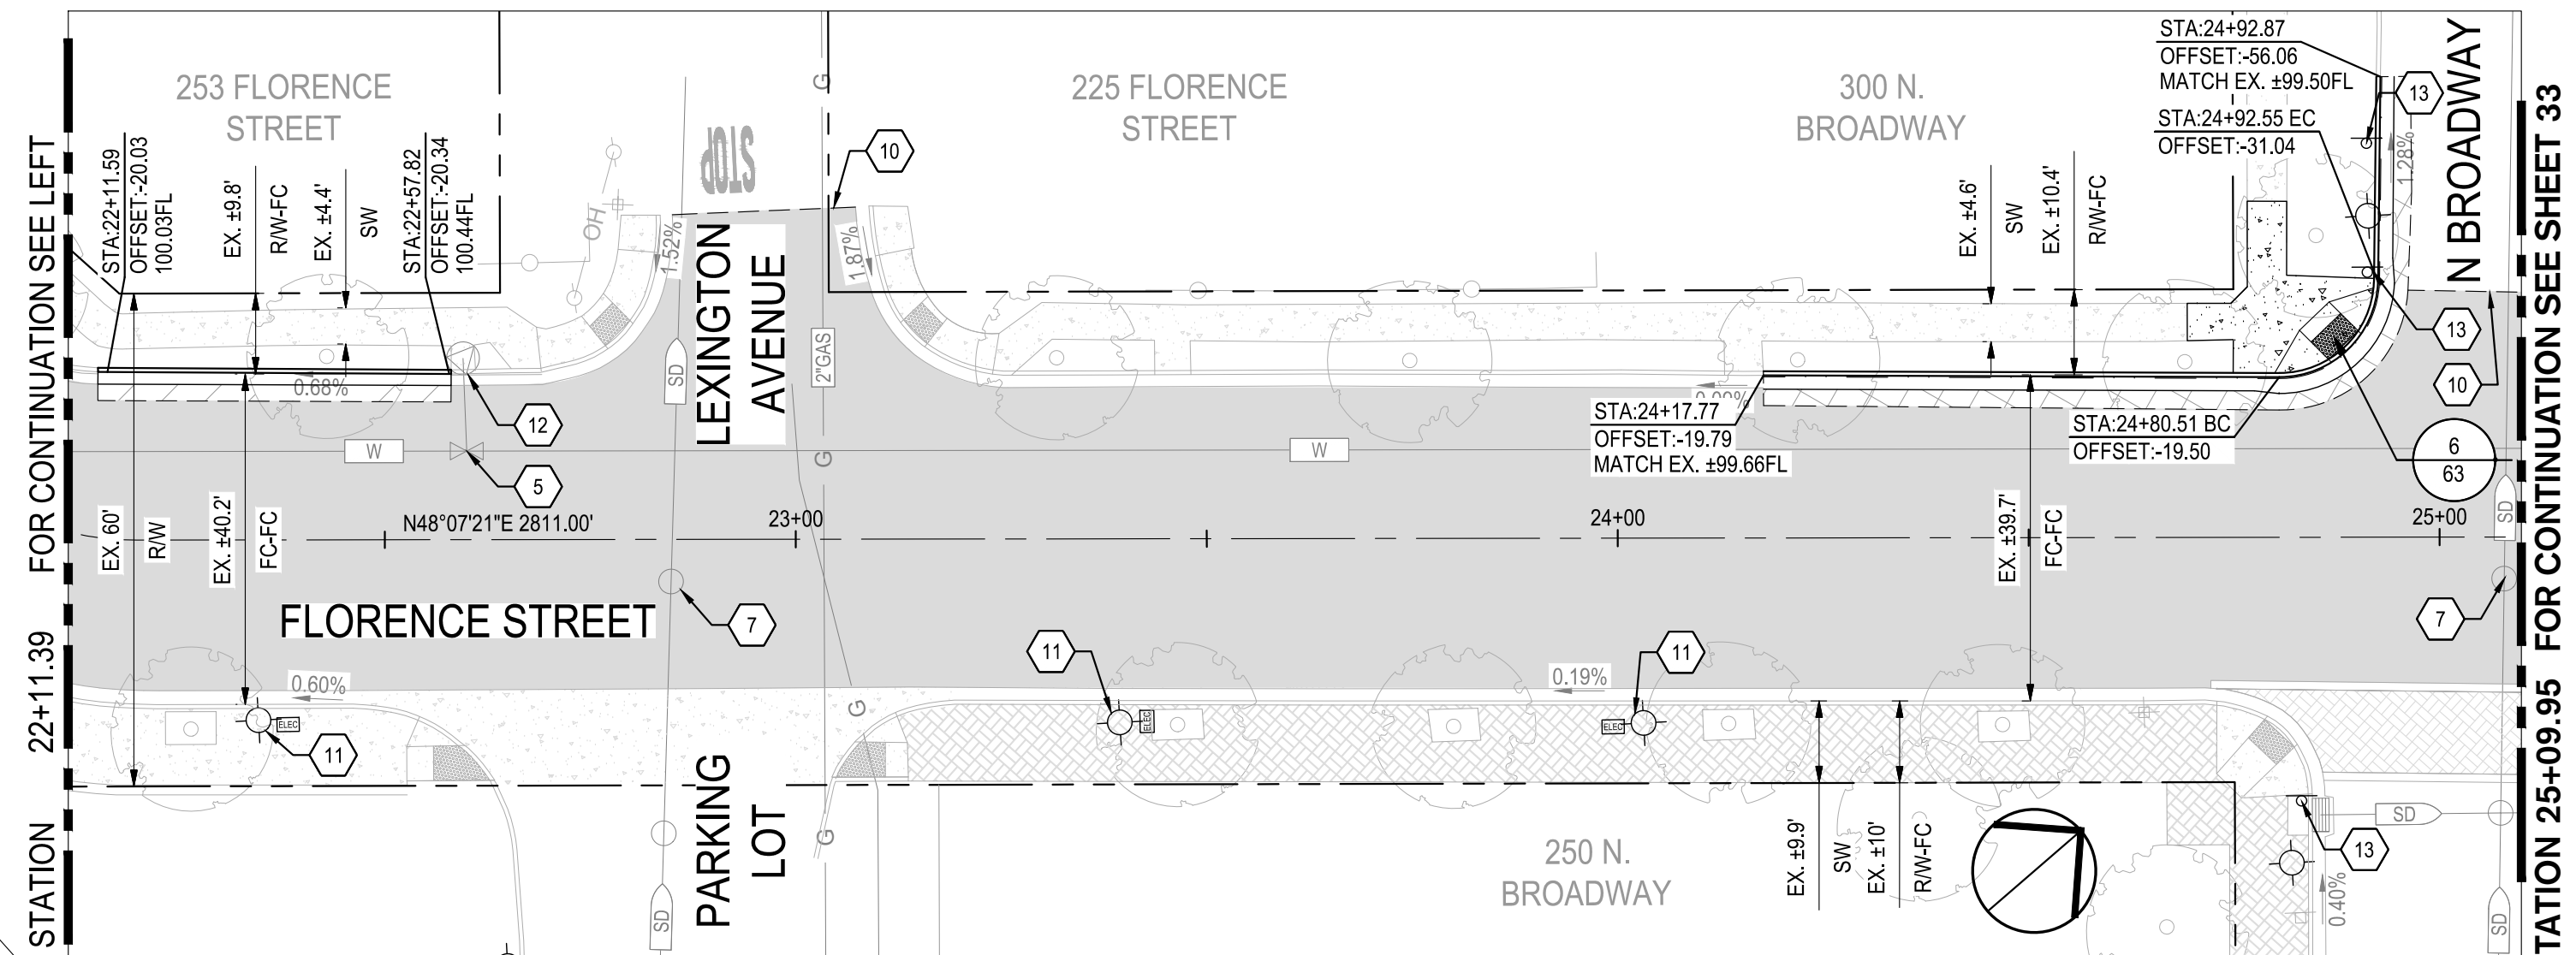 STATION 22+11.39 FOR CONTINUATION SEE LEFT
253 FLORENCE
STREET
STA:22+11.59
OFFSET:-20.03
100.03FL
EX. ±9.8'
R/W-FC
EX. ±4.4'
SW
STA:22+57.82
OFFSET:-20.34
100.44FL
OH
STOP
G
10
225 FLORENCE
STREET
300 N.
BROADWAY
STA:24+92.87
OFFSET:-56.06
MATCH EX. ±99.50FL
STA:24+92.55 EC
OFFSET:-31.04
13
1.28%
N BROADWAY
1.52%
1.87%
LEXINGTON
AVENUE
EX. ±4.6'
SW
EX. ±10.4'
R/W-FC
13
10
0.68%
12
5
W
SD
2"GAS
G
W
STA:24+17.77
OFFSET:-19.79
MATCH EX. ±99.66FL
STA:24+80.51 BC
OFFSET:-19.50
6
63
EX. 60'
R/W
EX. ±40.2'
FC-FC
N48°07'21"E 2811.00'
23+00
24+00
25+00
EX. ±39.7'
FC-FC
SD
FLORENCE STREET
7
11
11
7
0.60%
0.19%
ELEC
11
ELEC
ELEC
G
PARKING
LOT
G
SD
250 N.
BROADWAY
EX. ±9.9'
SW
EX. ±10'
R/W-FC
13
SD
0.40%
SD
TATION 25+09.95 FOR CONTINUATION SEE SHEET 33